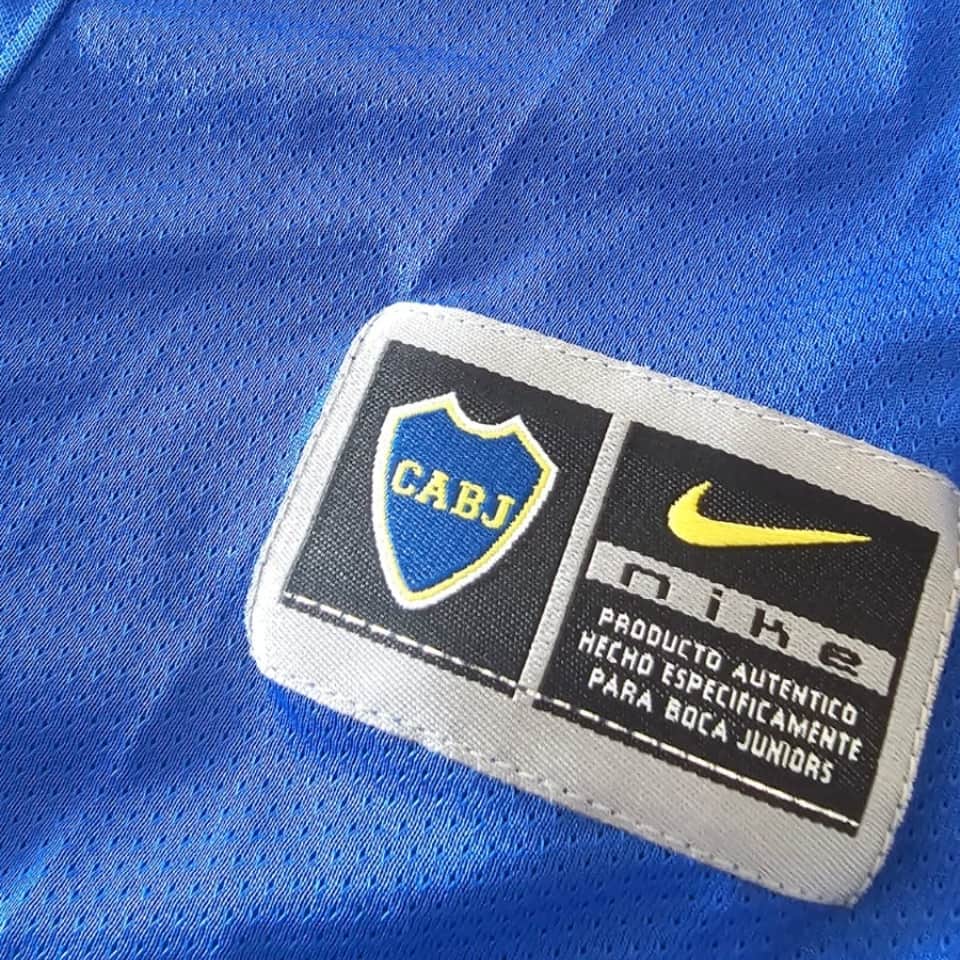 CABJ
nike
PRODUCTO AUTENTICO
HECHO ESPECIFICAMENTE
PARA BOCA JUNIORS